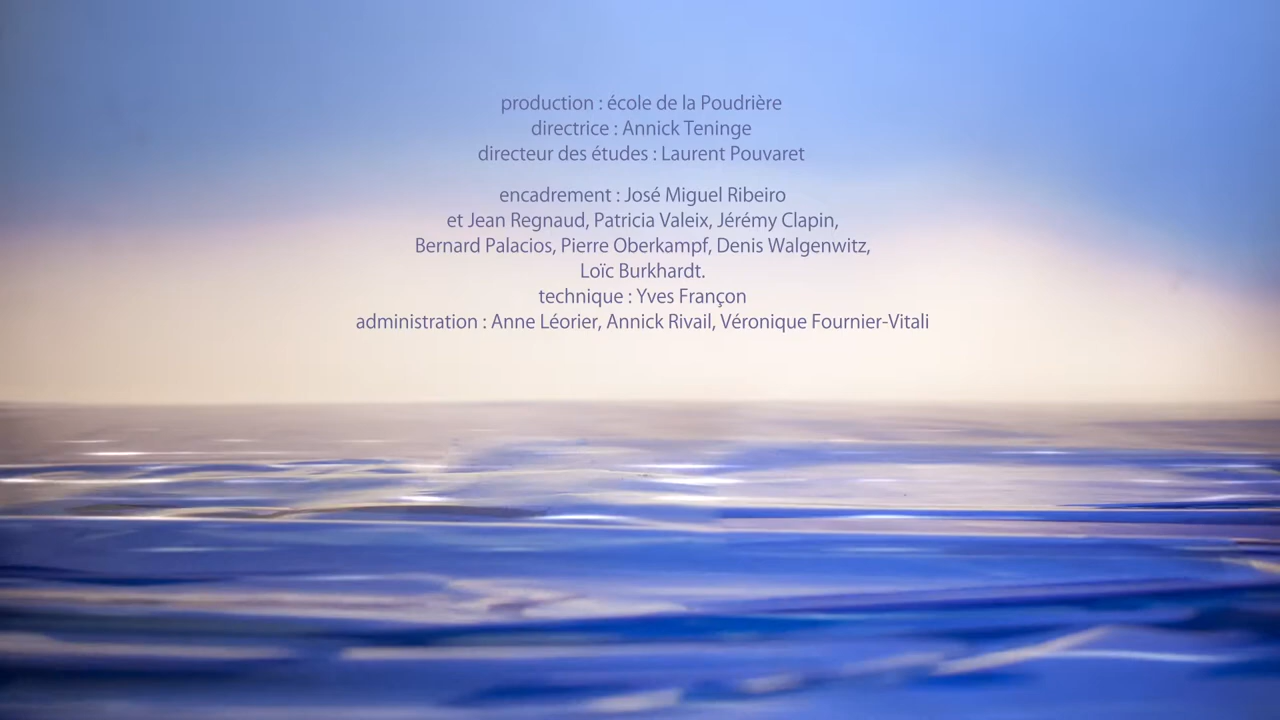 production : école de la Poudrière
directrice : Annick Teninge
directeur des études : Laurent Pouvaret
encadrement : José Miguel Ribeiro
et Jean Regnaud, Patricia Valeix, Jérémy Clapin,
Bernard Palacios, Pierre Oberkampf, Denis Walgenwitz,
Loïc Burkhardt.
technique : Yves Françon
administration : Anne Léorier, Annick Rivail, Véronique Fournier-Vitali